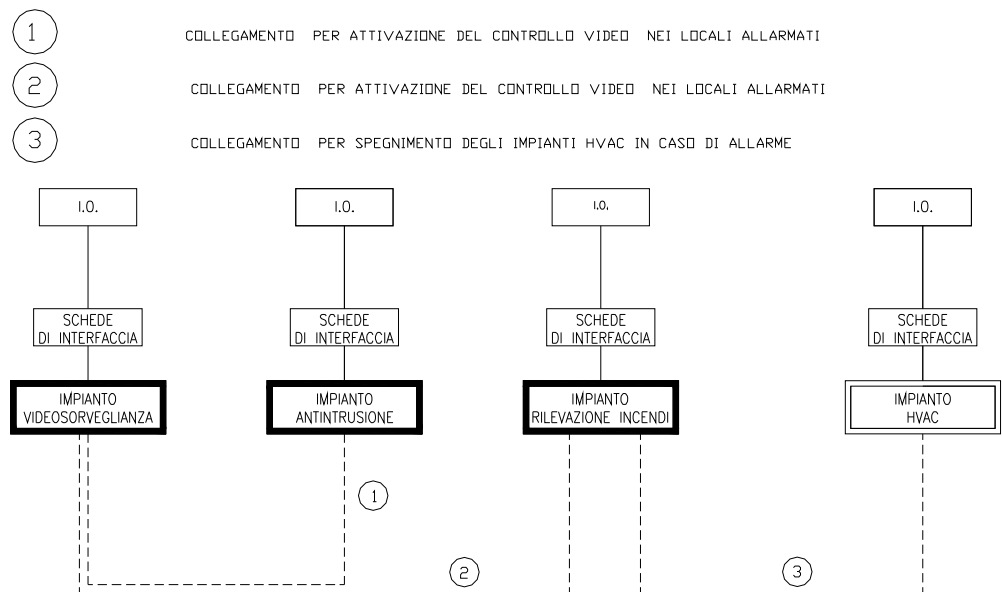 1 COLLEGAMENTO PER ATTIVAZIONE DEL CONTROLLO VIDEO NEI LOCALI ALLARMATI
2 COLLEGAMENTO PER ATTIVAZIONE DEL CONTROLLO VIDEO NEI LOCALI ALLARMATI
3 COLLEGAMENTO PER SPEGNIMENTO DEGLI IMPIANTI HVAC IN CASO DI ALLARME
I.O.
I.O.
I.O.
I.O.
SCHEDE
DI INTERFACCIA
SCHEDE
DI INTERFACCIA
SCHEDE
DI INTERFACCIA
SCHEDE
DI INTERFACCIA
IMPIANTO
VIDEOSORVEGLIANZA
IMPIANTO
ANTINTRUSIONE
IMPIANTO
RILEVAZIONE INCENDI
IMPIANTO
HVAC
1
2
3